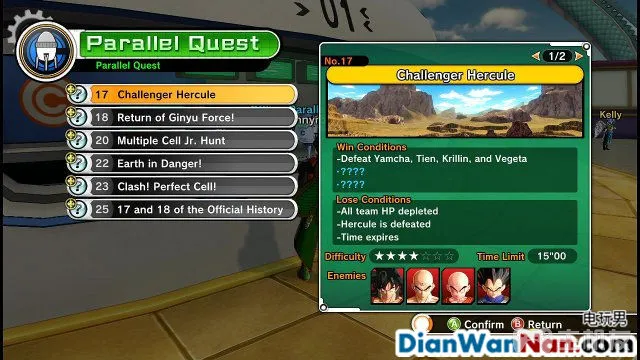 01
Parallel Quest
Parallel Quest
17 Challenger Hercule
18 Return of Ginyu Force!
20 Multiple Cell Jr. Hunt
22 Earth in Danger!
23 Clash! Perfect Cell!
25 17 and 18 of the Official History
No.17
1/2
Challenger Hercule
Win Conditions
-Defeat Yamcha, Tien, Krillin, and Vegeta
-????
-????
Lose Conditions
-All team HP depleted
-Hercule is defeated
-Time expires
Difficulty ★★★★☆☆☆ Time Limit 15"00
Enemies
Kelly
A Confirm B Return
电玩男
DianWanNan.com